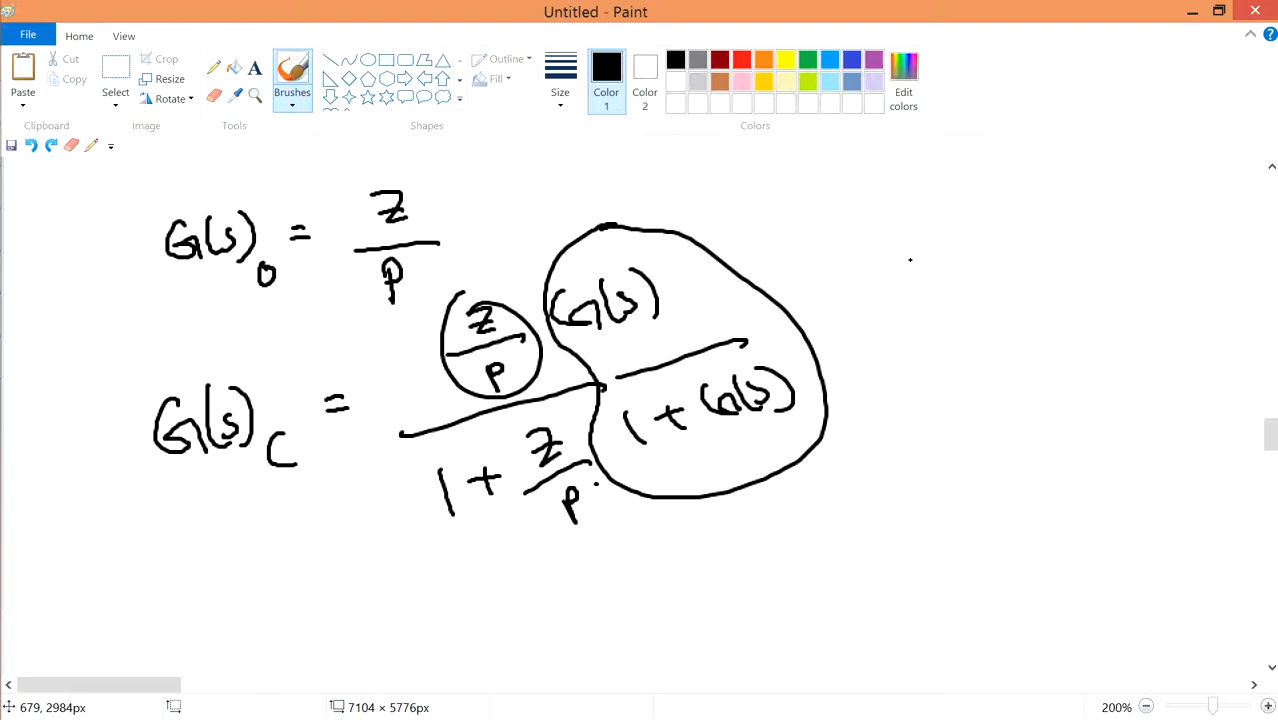 Untitled - Paint
File Home View
Paste Cut Copy Select Crop Resize Rotate A Brushes Outline Fill Size Color 1 Color 2 Edit colors
Clipboard Image Tools Shapes Colors
G(s)₀ = Z/P
G(s)c = (Z/P)/(1 + Z/P) G(s)/(1 + G(s))
679, 2984px 7104 × 5776px 200%